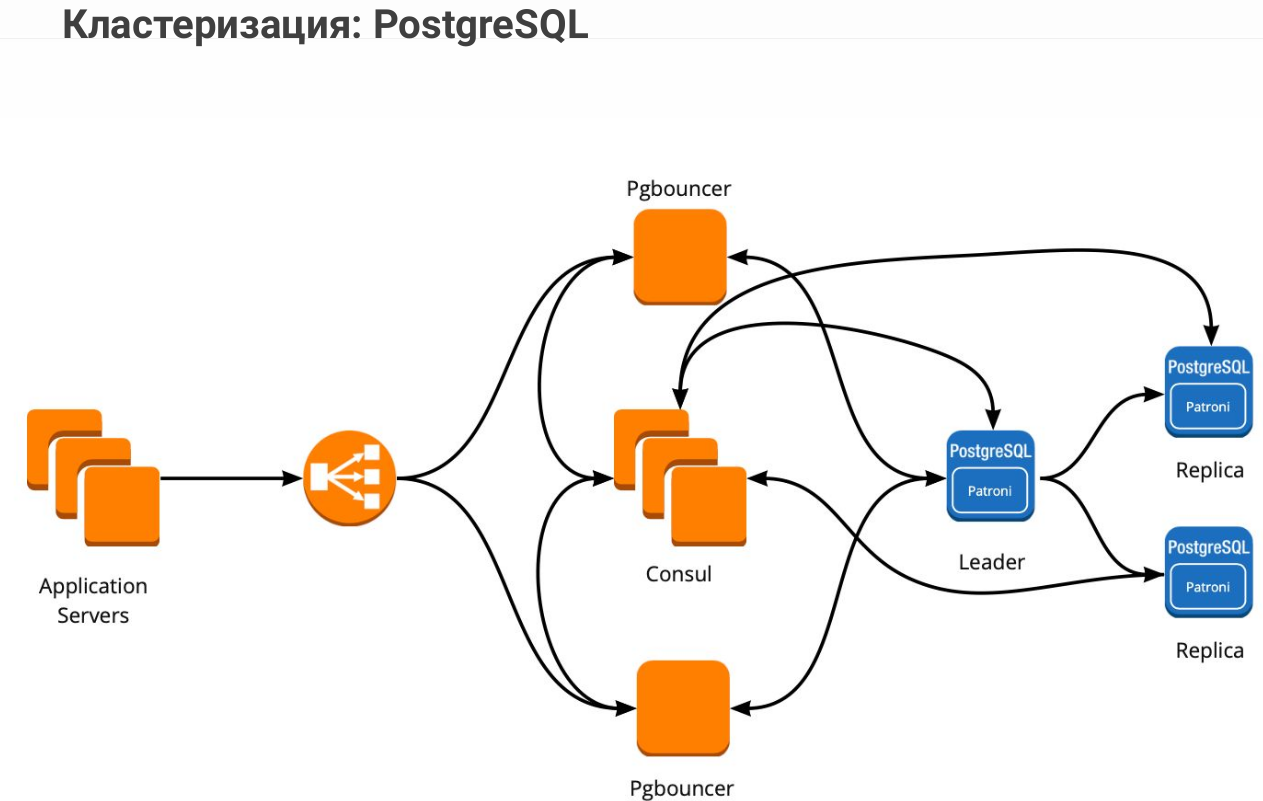 Кластеризация: PostgreSQL
Pgbouncer
PostgreSQL
Patroni
Replica
PostgreSQL
Patroni
Leader
Consul
Application
Servers
PostgreSQL
Patroni
Replica
Pgbouncer